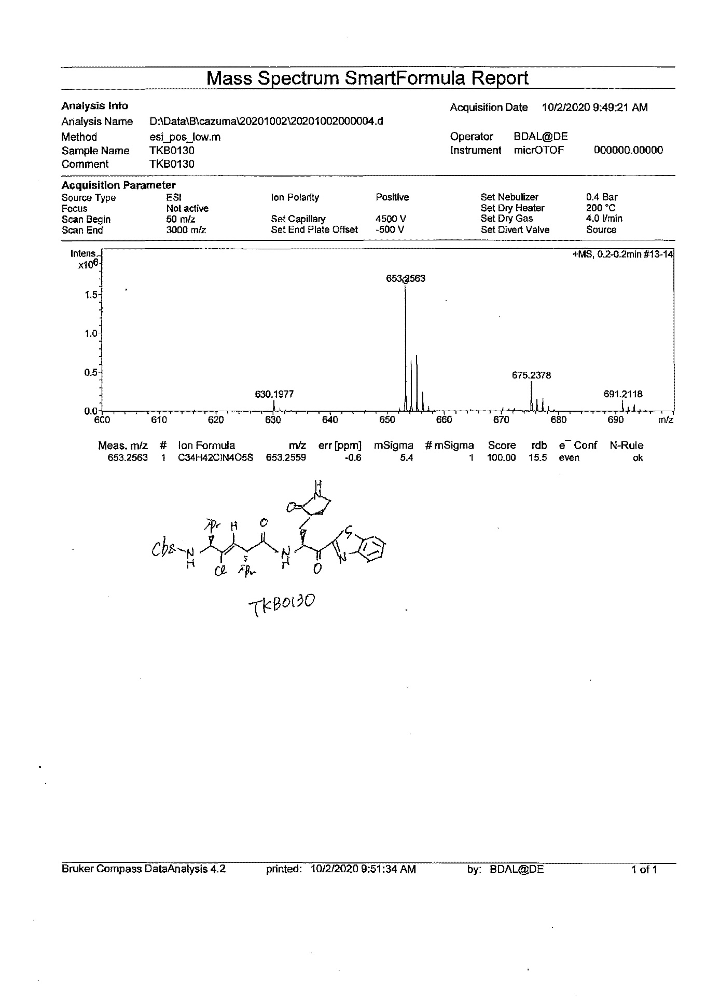 Mass Spectrum SmartFormula Report
Analysis Info
Acquisition Date 10/2/2020 9:49:21 AM
Analysis Name D:\Data\B\cazuma\20201002\20201002000004.d
Method esi_pos_low.m Operator BDAL@DE
Sample Name TKB0130 Instrument micrOTOF 000000.00000
Comment TKB0130
Acquisition Parameter
Source Type ESI Ion Polarity Positive Set Nebulizer 0.4 Bar
Focus Not active Set Dry Heater 200 °C
Scan Begin 50 m/z Set Capillary 4500 V Set Dry Gas 4.0 l/min
Scan End 3000 m/z Set End Plate Offset -500 V Set Divert Valve Source
Intens. +MS, 0.2-0.2min #13-14
x10⁶
653.2563
1.5
1.0
0.5 675.2378
630.1977 691.2118
0.0
600 610 620 630 640 650 660 670 680 690 m/z
Meas. m/z # Ion Formula m/z err [ppm] mSigma # mSigma Score rdb e⁻ Conf N-Rule
653.2563 1 C34H42ClN4O5S 653.2559 -0.6 5.4 1 100.00 15.5 even ok
H
N
O
iPr H O S
Cbz N N N
H H
Cl iBu O
TKB0130
Bruker Compass DataAnalysis 4.2 printed: 10/2/2020 9:51:34 AM by: BDAL@DE 1 of 1